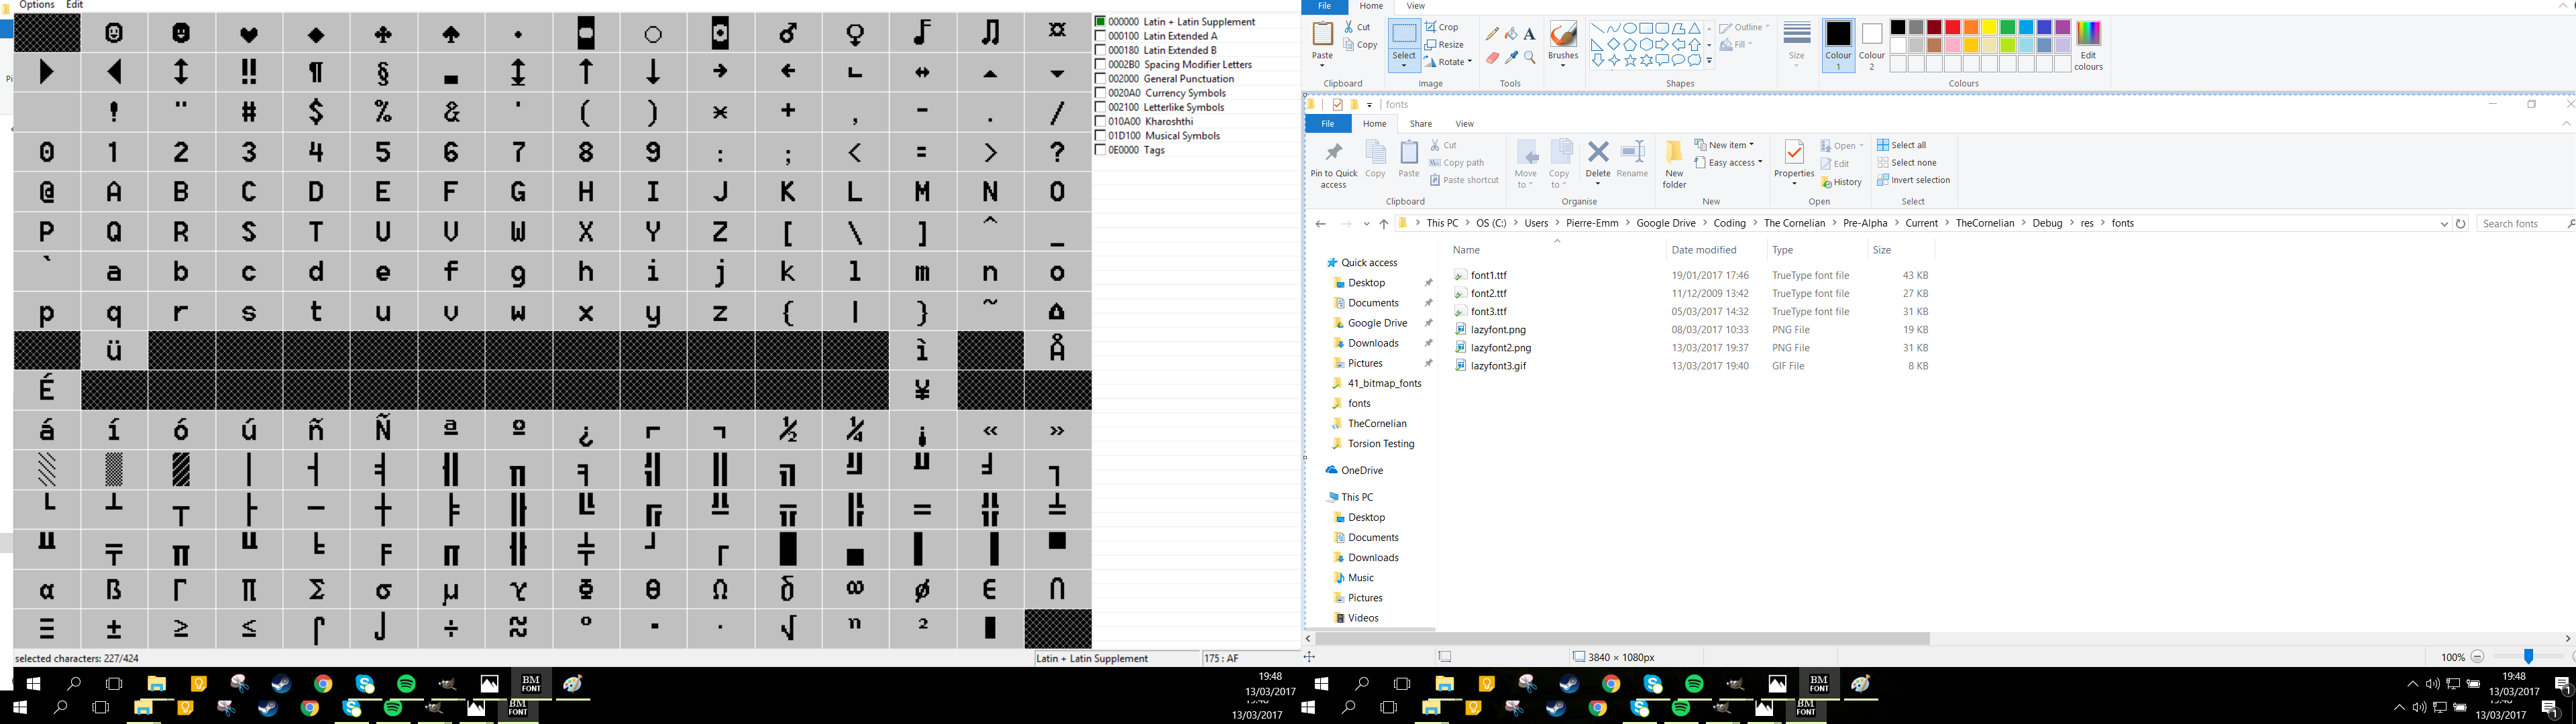 Options Edit
! " # $ % & ' ( ) * + , - . /
0 1 2 3 4 5 6 7 8 9 : ; < = > ?
@ A B C D E F G H I J K L M N O
P Q R S T U V W X Y Z [ \ ] ^ _
` a b c d e f g h i j k l m n o
p q r s t u v w x y z { | } ~
ü ì Å
É ¥
á í ó ú ñ Ñ ª º ¿ ⌐ ¬ ½ ¼ ¡ « »
α ß Γ π Σ σ µ γ Φ θ Ω δ ∞ ø ∈ ∩
≡ ± ≥ ≤ ⌠ ⌡ ÷ ≈ ° · · √ ⁿ ² ■
000000 Latin + Latin Supplement
000100 Latin Extended A
000180 Latin Extended B
0002B0 Spacing Modifier Letters
002000 General Punctuation
0020A0 Currency Symbols
002100 Letterlike Symbols
010A00 Kharoshthi
01D100 Musical Symbols
0E0000 Tags
selected characters: 227/424
Latin + Latin Supplement
175 : AF
File Home View
Paste Cut Copy
Clipboard
Select Crop Resize Rotate
Image
A
Tools
Brushes
Outline
Fill
Shapes
Size
Colour 1
Colour 2
Edit colours
Colours
fonts
File Home Share View
Pin to Quick access
Copy
Paste
Cut
Copy path
Paste shortcut
Clipboard
Move to
Copy to
Delete
Rename
Organise
New folder
New item
Easy access
New
Properties
Open
Edit
History
Open
Select all
Select none
Invert selection
Select
This PC > OS (C:) > Users > Pierre-Emm > Google Drive > Coding > The Cornelian > Pre-Alpha > Current > TheCornelian > Debug > res > fonts
Search fonts
Name Date modified Type Size
font1.ttf 19/01/2017 17:46 TrueType font file 43 KB
font2.ttf 11/12/2009 13:42 TrueType font file 27 KB
font3.ttf 05/03/2017 14:32 TrueType font file 31 KB
lazyfont.png 08/03/2017 10:33 PNG File 19 KB
lazyfont2.png 13/03/2017 19:37 PNG File 31 KB
lazyfont3.gif 13/03/2017 19:40 GIF File 8 KB
Quick access
Desktop
Documents
Google Drive
Downloads
Pictures
41_bitmap_fonts
fonts
TheCornelian
Torsion Testing
OneDrive
This PC
Desktop
Documents
Downloads
Music
Pictures
Videos
3840 × 1080px
100%
BM FONT
19:48
13/03/2017
BM FONT
19:48
13/03/2017
1
BM FONT
13/03/2017
BM FONT
13/03/2017
1